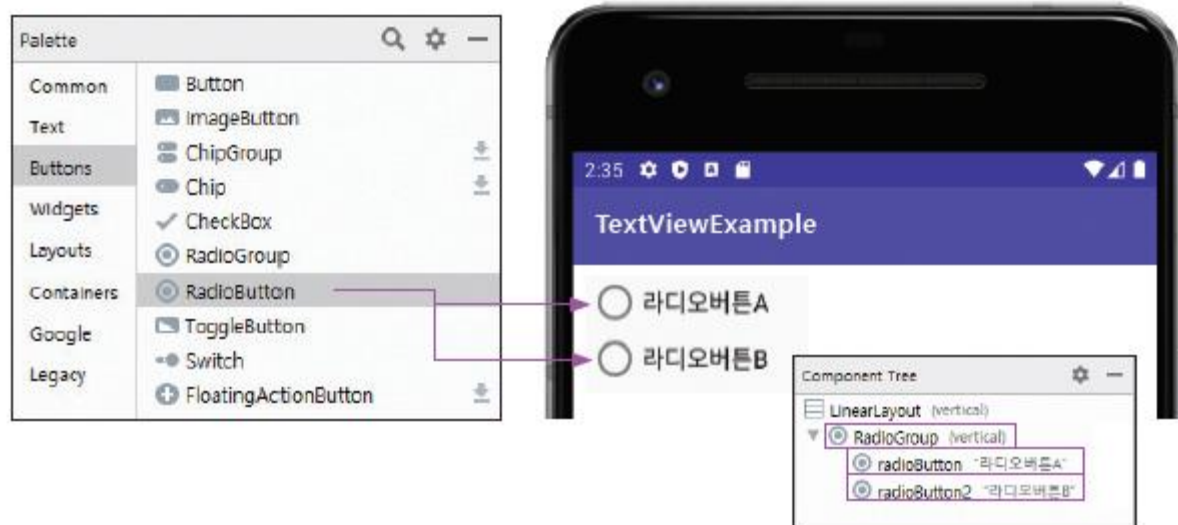 Palette
Common
Text
Buttons
Widgets
Layouts
Containers
Google
Legacy
Button
ImageButton
ChipGroup
Chip
CheckBox
RadioGroup
RadioButton
ToggleButton
Switch
FloatingActionButton
2:35
TextViewExample
라디오버튼A
라디오버튼B
Component Tree
LinearLayout (vertical)
RadioGroup (vertical)
radioButton "라디오버튼A"
radioButton2 "라디오버튼B"